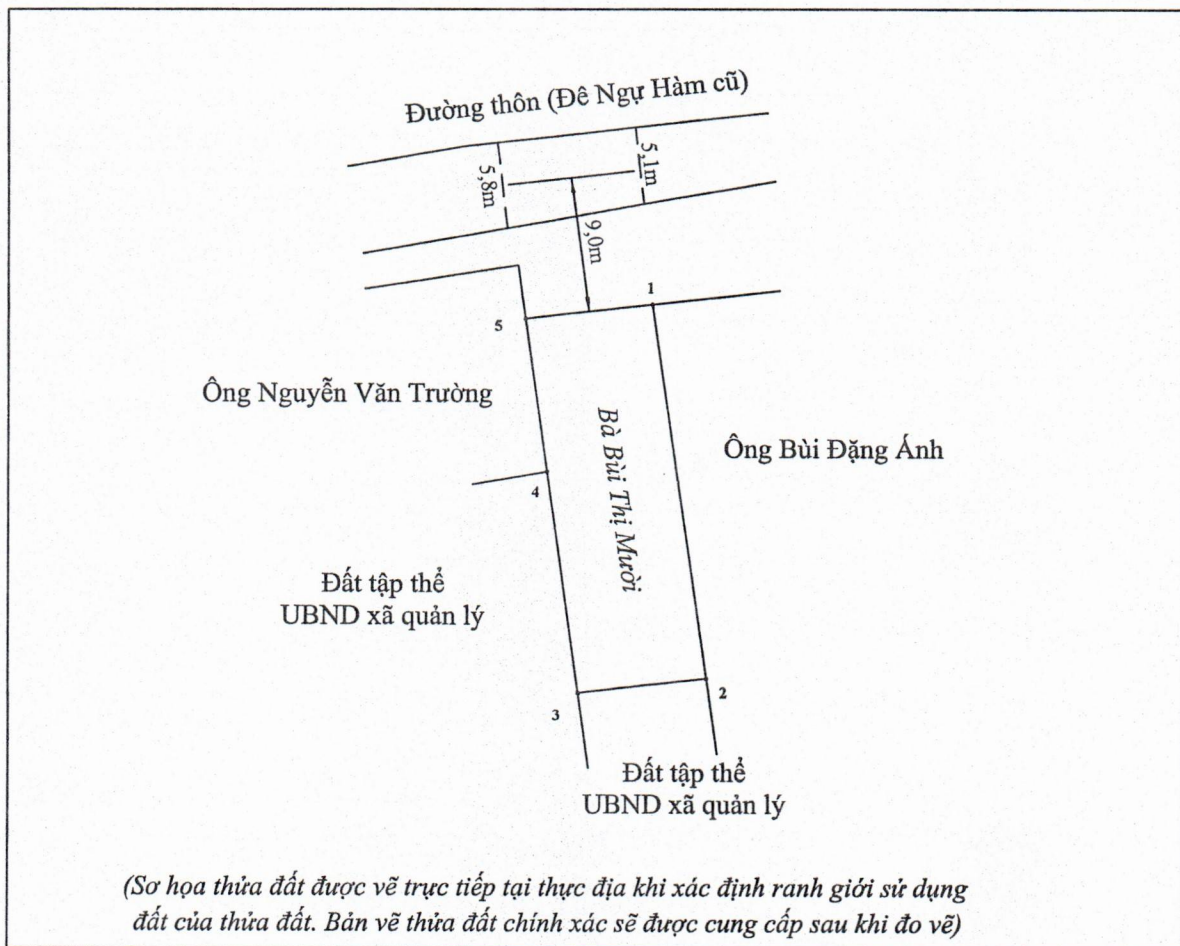 Đường thôn (Đê Ngự Hàm cũ)
5,8m
5,1m
9,0m
1
5
Ông Nguyễn Văn Trường
Bà Bùi Thị Mười
Ông Bùi Đặng Ánh
4
Đất tập thể
UBND xã quản lý
3
2
Đất tập thể
UBND xã quản lý
(Sơ họa thửa đất được vẽ trực tiếp tại thực địa khi xác định ranh giới sử dụng
đất của thửa đất. Bản vẽ thửa đất chính xác sẽ được cung cấp sau khi đo vẽ)